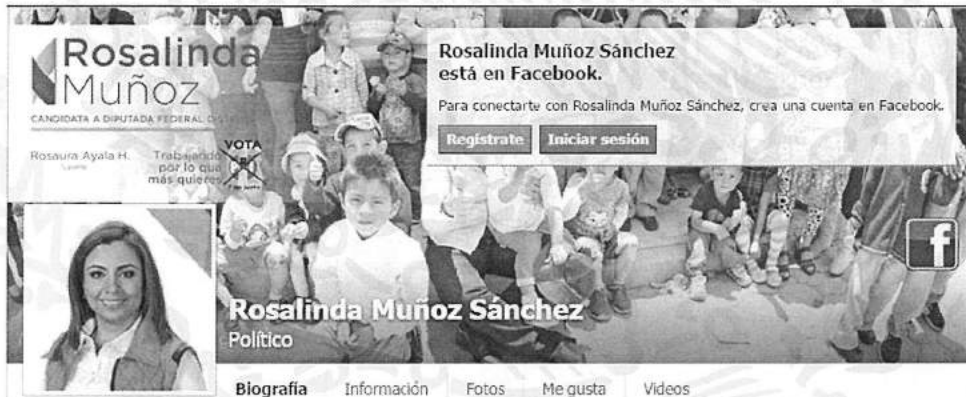 Rosalinda
Muñoz
CANDIDATA A DIPUTADA FEDERAL
Rosaura Ayala H.
Trabajando
por lo que
más quieres
VOTA
Rosalinda Muñoz Sánchez
está en Facebook.
Para conectarte con Rosalinda Muñoz Sánchez, crea una cuenta en Facebook.
Regístrate Iniciar sesión
f
Rosalinda Muñoz Sánchez
Político
Biografía Información Fotos Me gusta Videos